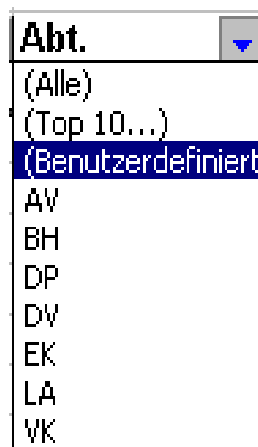 Abt.
(Alle)
(Top 10...)
(Benutzerdefiniert
AV
BH
DP
DV
EK
LA
VK